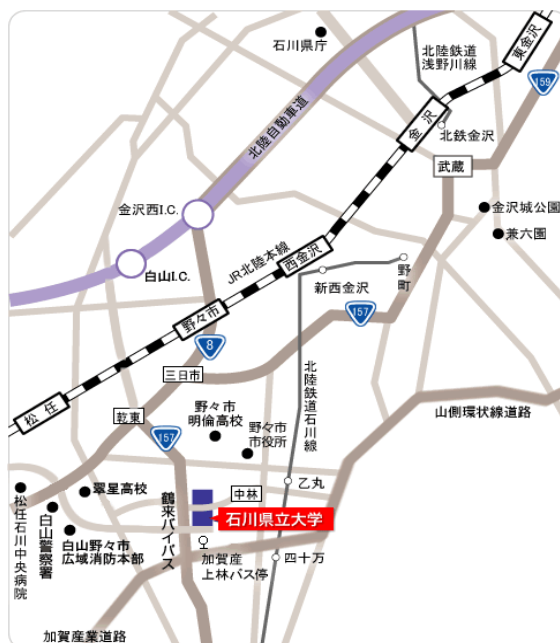 石川県庁
北陸鉄道
浅野川線
東金沢
159
北陸自動車道
金沢
北鉄金沢
武蔵
金沢城公園
兼六園
金沢西I.C.
白山I.C.
JR北陸本線
西金沢
新西金沢
野町
野々市
157
8
三日市
北陸鉄道石川線
松任
乾東
野々市
明倫高校
野々市
市役所
山側環状線道路
157
翠星高校
鶴来バイパス
中林
乙丸
石川県立大学
松任石川中央病院
白山警察署
白山野々市
広域消防本部
加賀産
上林バス停
四十万
加賀産業道路